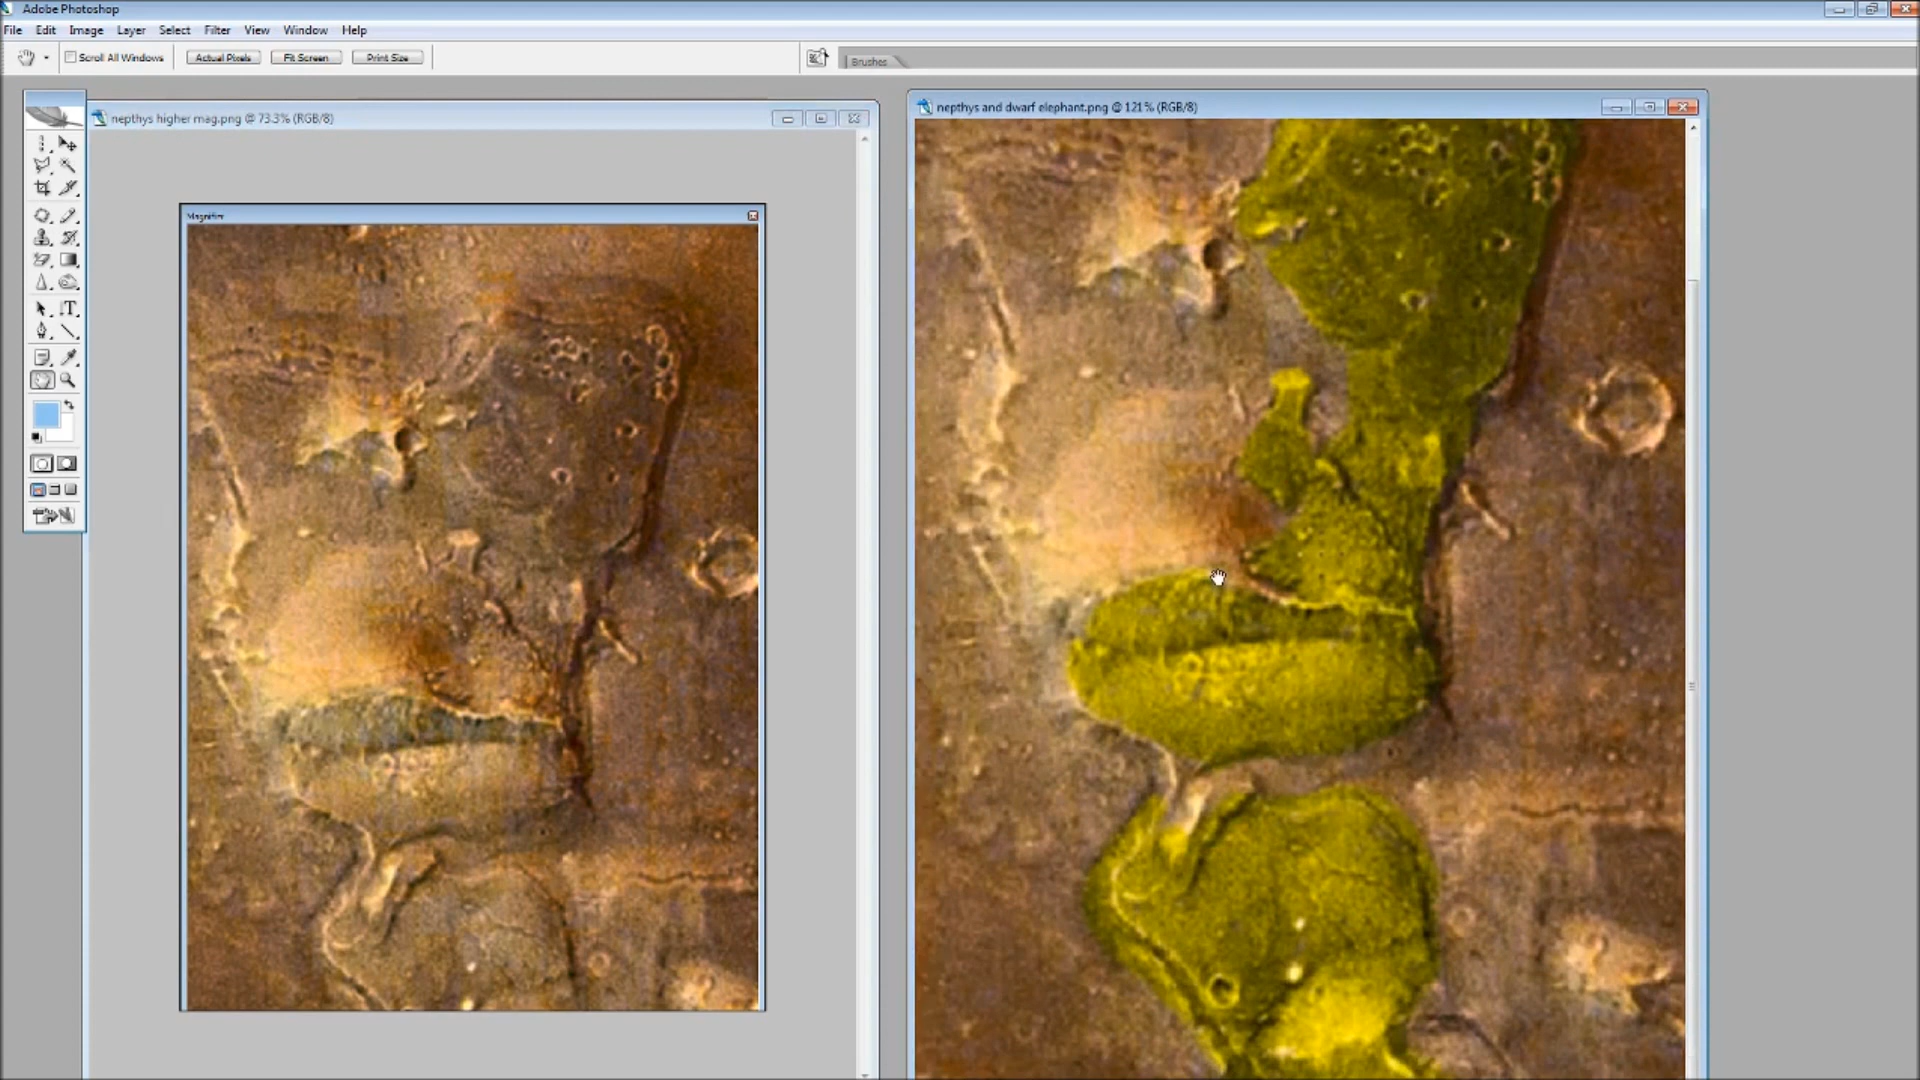 Adobe Photoshop
File Edit Image Layer Select Filter View Window Help
Scroll All Windows Actual Pixels Fit Screen Print Size Brushes
nepthys higher mag.png @ 73.3% (RGB/8)
nepthys and dwarf elephant.png @ 121% (RGB/8)
Magnifier